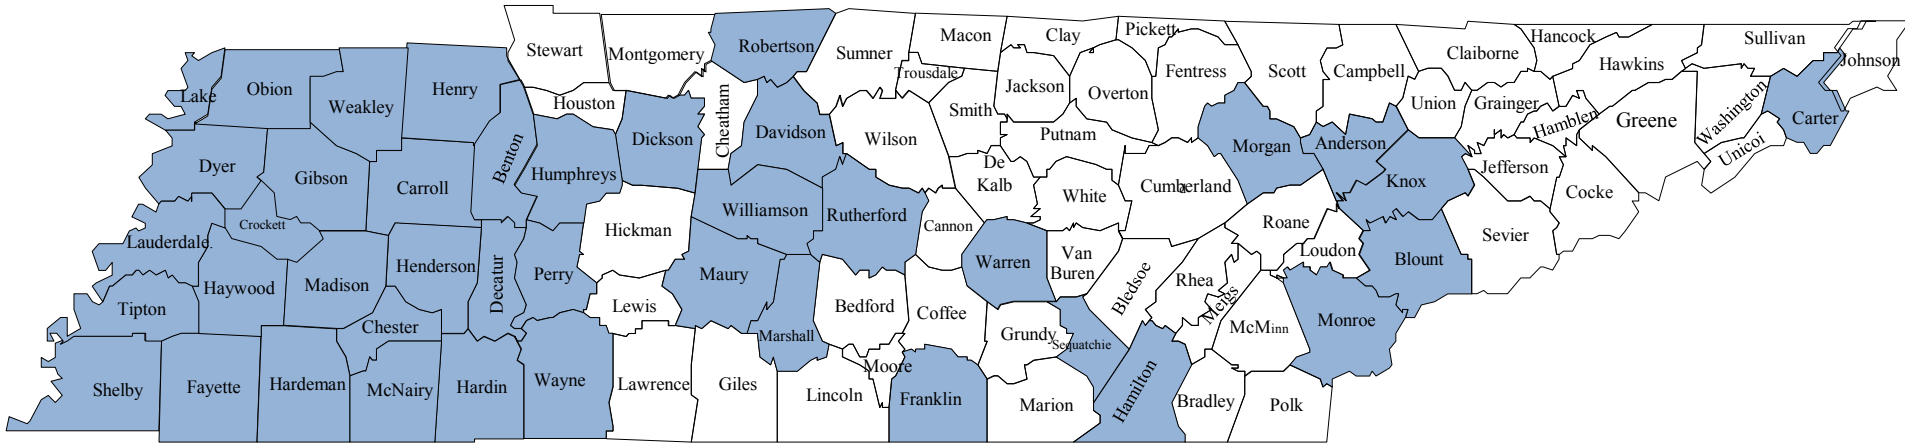 Stewart
Montgomery
Robertson
Sumner
Macon
Clay
Pickett
Hancock
Sullivan
Johnson
Lake
Obion
Weakley
Henry
Houston
Cheatham
Trousdale
Jackson
Overton
Fentress
Scott
Campbell
Claiborne
Hawkins
Union
Grainger
Hamblen
Greene
Washington
Carter
Unicoi
Dyer
Gibson
Carroll
Benton
Humphreys
Dickson
Davidson
Wilson
Smith
Putnam
De
Kalb
White
Cumberland
Morgan
Anderson
Knox
Jefferson
Cocke
Sevier
Lauderdale.
Crockett
Haywood
Madison
Henderson
Decatur
Perry
Hickman
Williamson
Rutherford
Cannon
Warren
Van
Buren
Bledsoe
Rhea
Meigs
Roane
Loudon
Blount
Tipton
Chester
Lewis
Maury
Marshall
Bedford
Coffee
Grundy
Sequatchie
McMinn
Monroe
Shelby
Fayette
Hardeman
McNairy
Hardin
Wayne
Lawrence
Giles
Lincoln
Moore
Franklin
Marion
Hamilton
Bradley
Polk